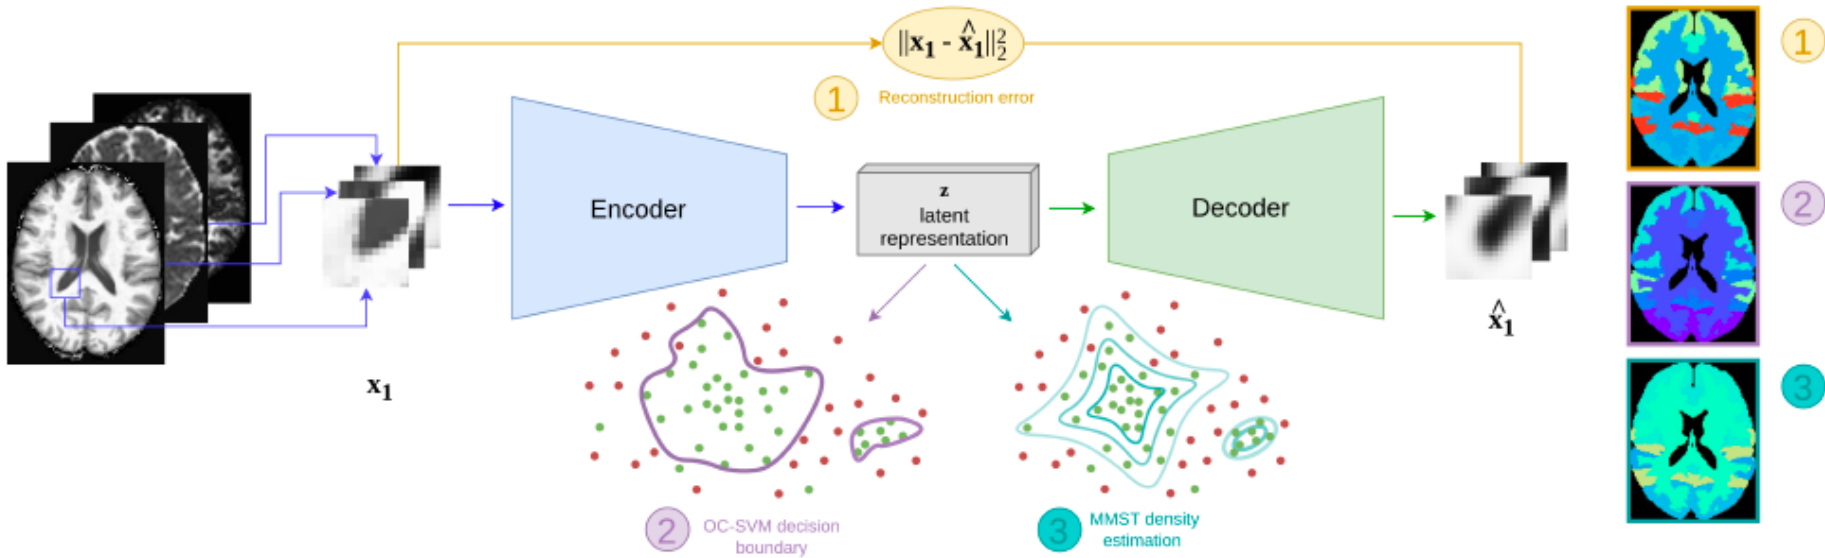 ||x₁ - x̂₁||₂²
1
Reconstruction error
Encoder
z
latent
representation
Decoder
x₁
x̂₁
2
OC-SVM decision
boundary
3
MMST density
estimation
1
2
3